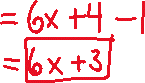 = 6x + 4 - 1
= 6x + 3